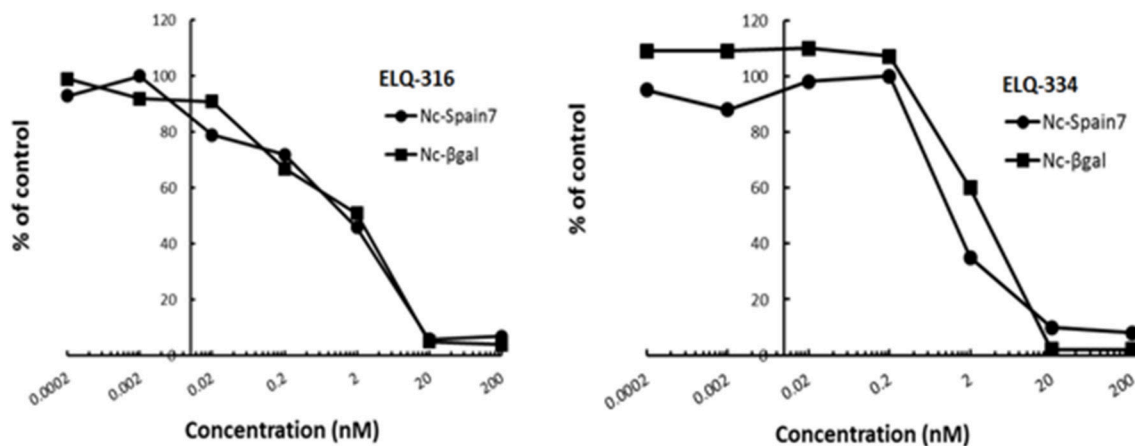 120
100
80
60
40
20
0
% of control
ELQ-316
Nc-Spain7
Nc-βgal
0.0002
0.002
0.02
0.2
2
20
200
Concentration (nM)
120
100
80
60
40
20
0
% of control
ELQ-334
Nc-Spain7
Nc-βgal
0.0002
0.002
0.02
0.2
2
20
200
Concentration (nM)